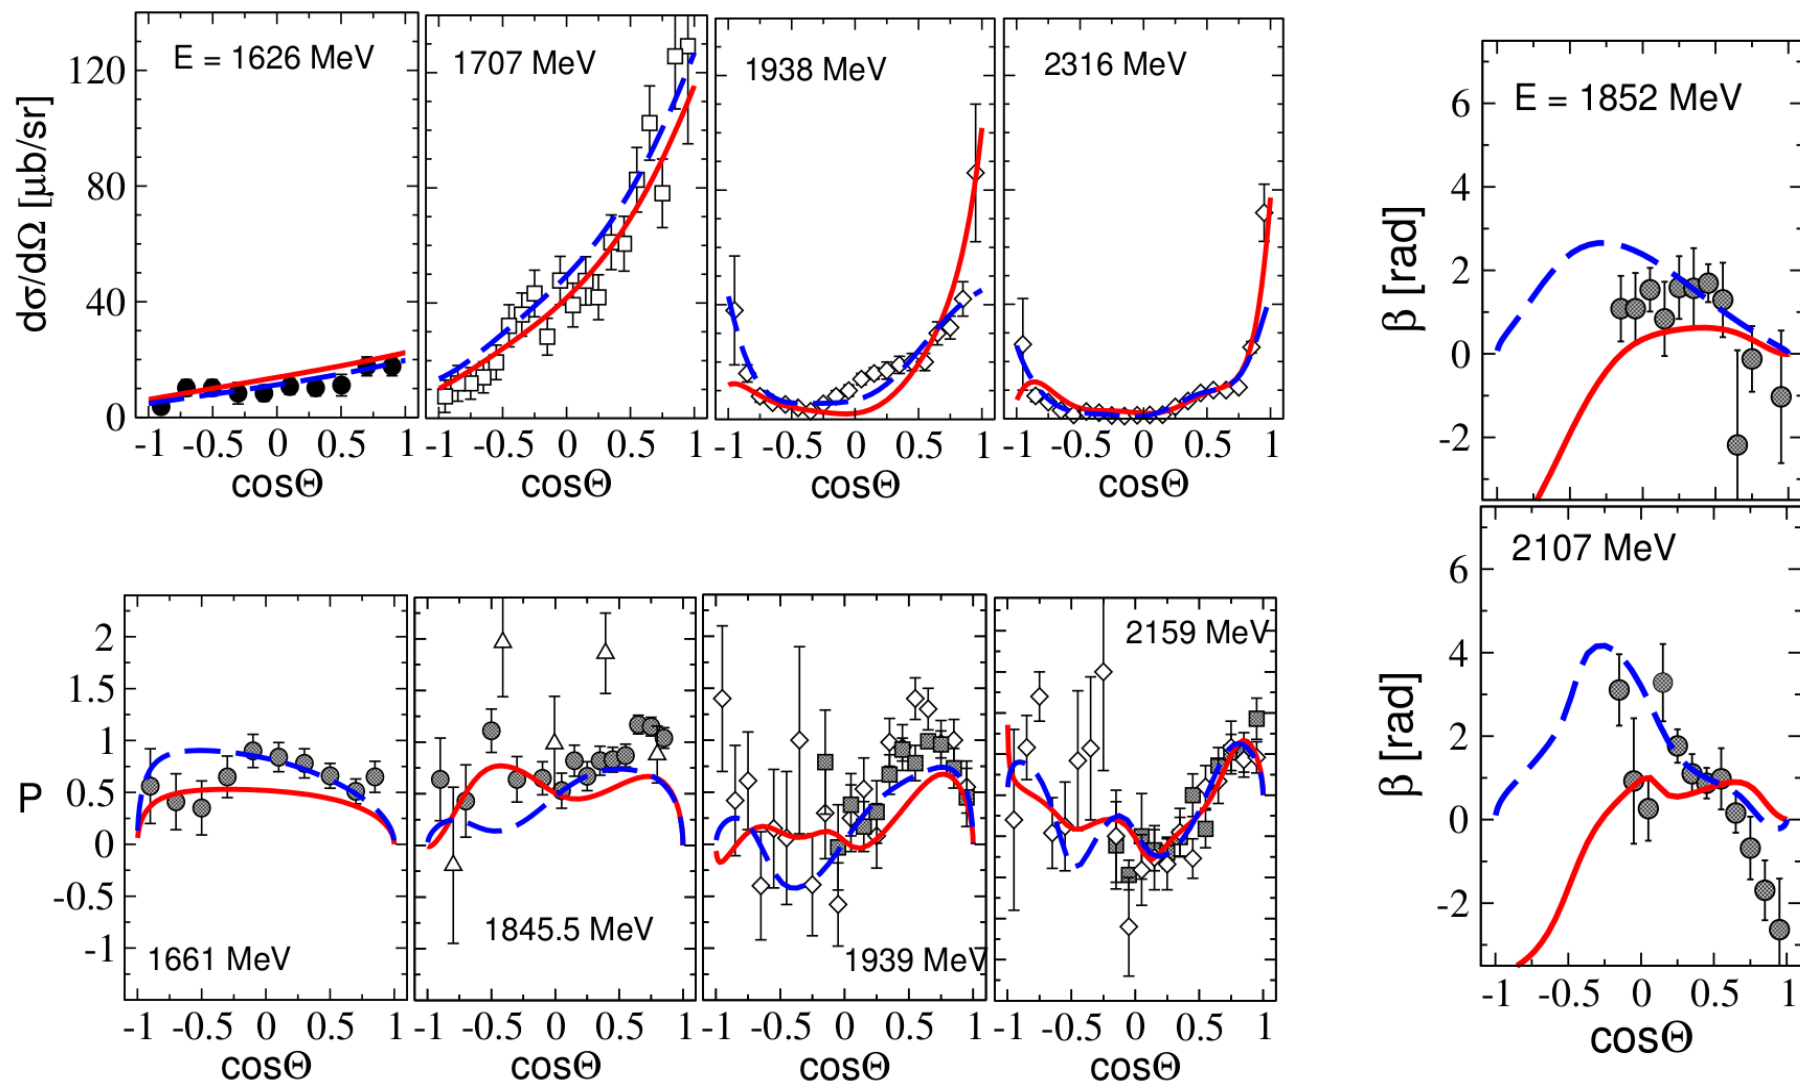 E = 1626 MeV
1707 MeV
1938 MeV
2316 MeV
dσ/dΩ [μb/sr]
120
80
40
0
-1 -0.5 0 0.5 1
-1 -0.5 0 0.5 1
-1 -0.5 0 0.5 1
-1 -0.5 0 0.5 1
cosΘ
cosΘ
cosΘ
cosΘ
P
2
1.5
1
0.5
0
-0.5
-1
1661 MeV
1845.5 MeV
1939 MeV
2159 MeV
-1 -0.5 0 0.5 1
-1 -0.5 0 0.5 1
-1 -0.5 0 0.5 1
-1 -0.5 0 0.5 1
cosΘ
cosΘ
cosΘ
cosΘ
E = 1852 MeV
β [rad]
6
4
2
0
-2
2107 MeV
β [rad]
6
4
2
0
-2
-1 -0.5 0 0.5 1
cosΘ